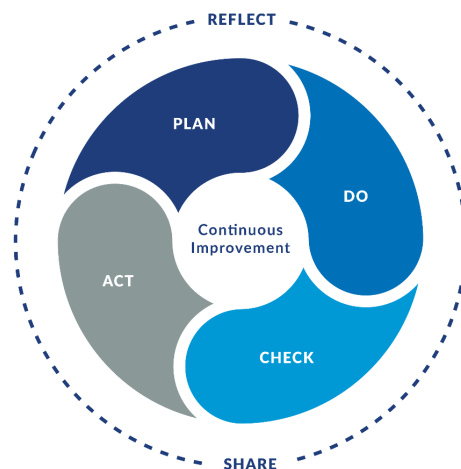 REFLECT
PLAN
DO
Continuous
Improvement
ACT
CHECK
SHARE